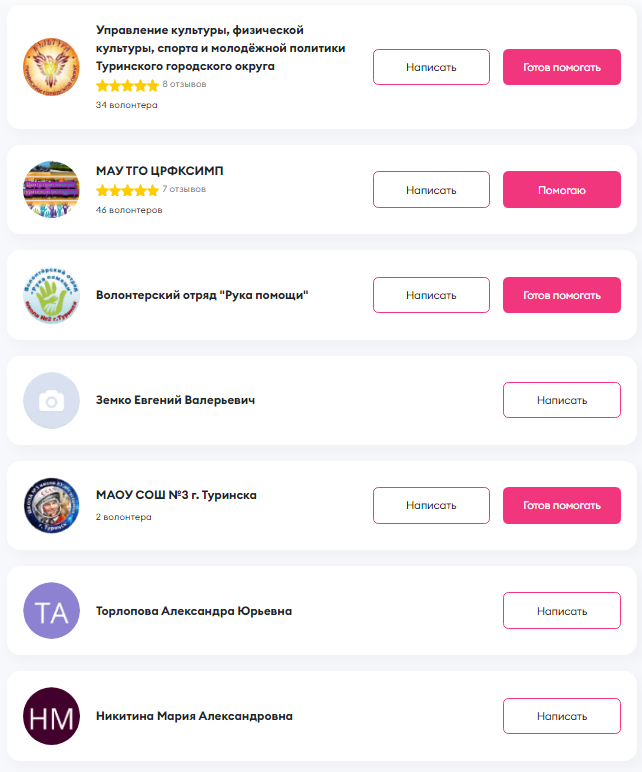 Управление культуры, физической
культуры, спорта и молодёжной политики
Туринского городского округа
8 отзывов
34 волонтера
Написать
Готов помогать
МАУ ТГО ЦРФКСИМП
7 отзывов
46 волонтеров
Написать
Помогаю
Волонтерский отряд "Рука помощи"
Написать
Готов помогать
Земко Евгений Валерьевич
Написать
МАОУ СОШ №3 г. Туринска
2 волонтера
Написать
Готов помогать
ТА
Торлопова Александра Юрьевна
Написать
НМ
Никитина Мария Александровна
Написать